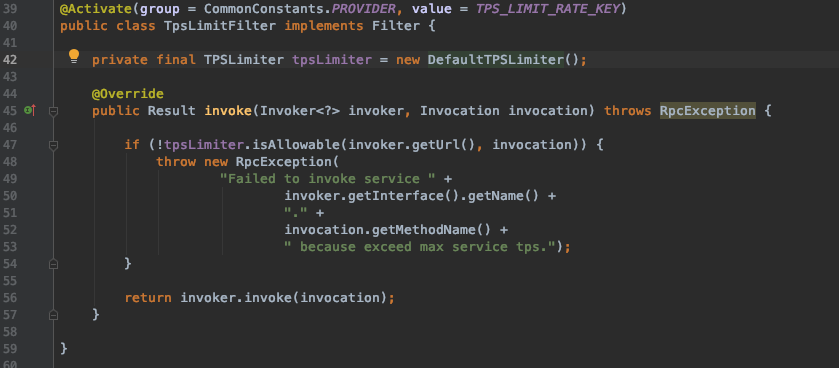 39 @Activate(group = CommonConstants.PROVIDER, value = TPS_LIMIT_RATE_KEY)
40 public class TpsLimitFilter implements Filter {
41
42     private final TPSLimiter tpsLimiter = new DefaultTPSLimiter();
43
44     @Override
45     public Result invoke(Invoker<?> invoker, Invocation invocation) throws RpcException {
46
47         if (!tpsLimiter.isAllowable(invoker.getUrl(), invocation)) {
48             throw new RpcException(
49                     "Failed to invoke service " +
50                             invoker.getInterface().getName() +
51                             "." +
52                             invocation.getMethodName() +
53                             " because exceed max service tps.");
54         }
55
56         return invoker.invoke(invocation);
57     }
58
59 }
60